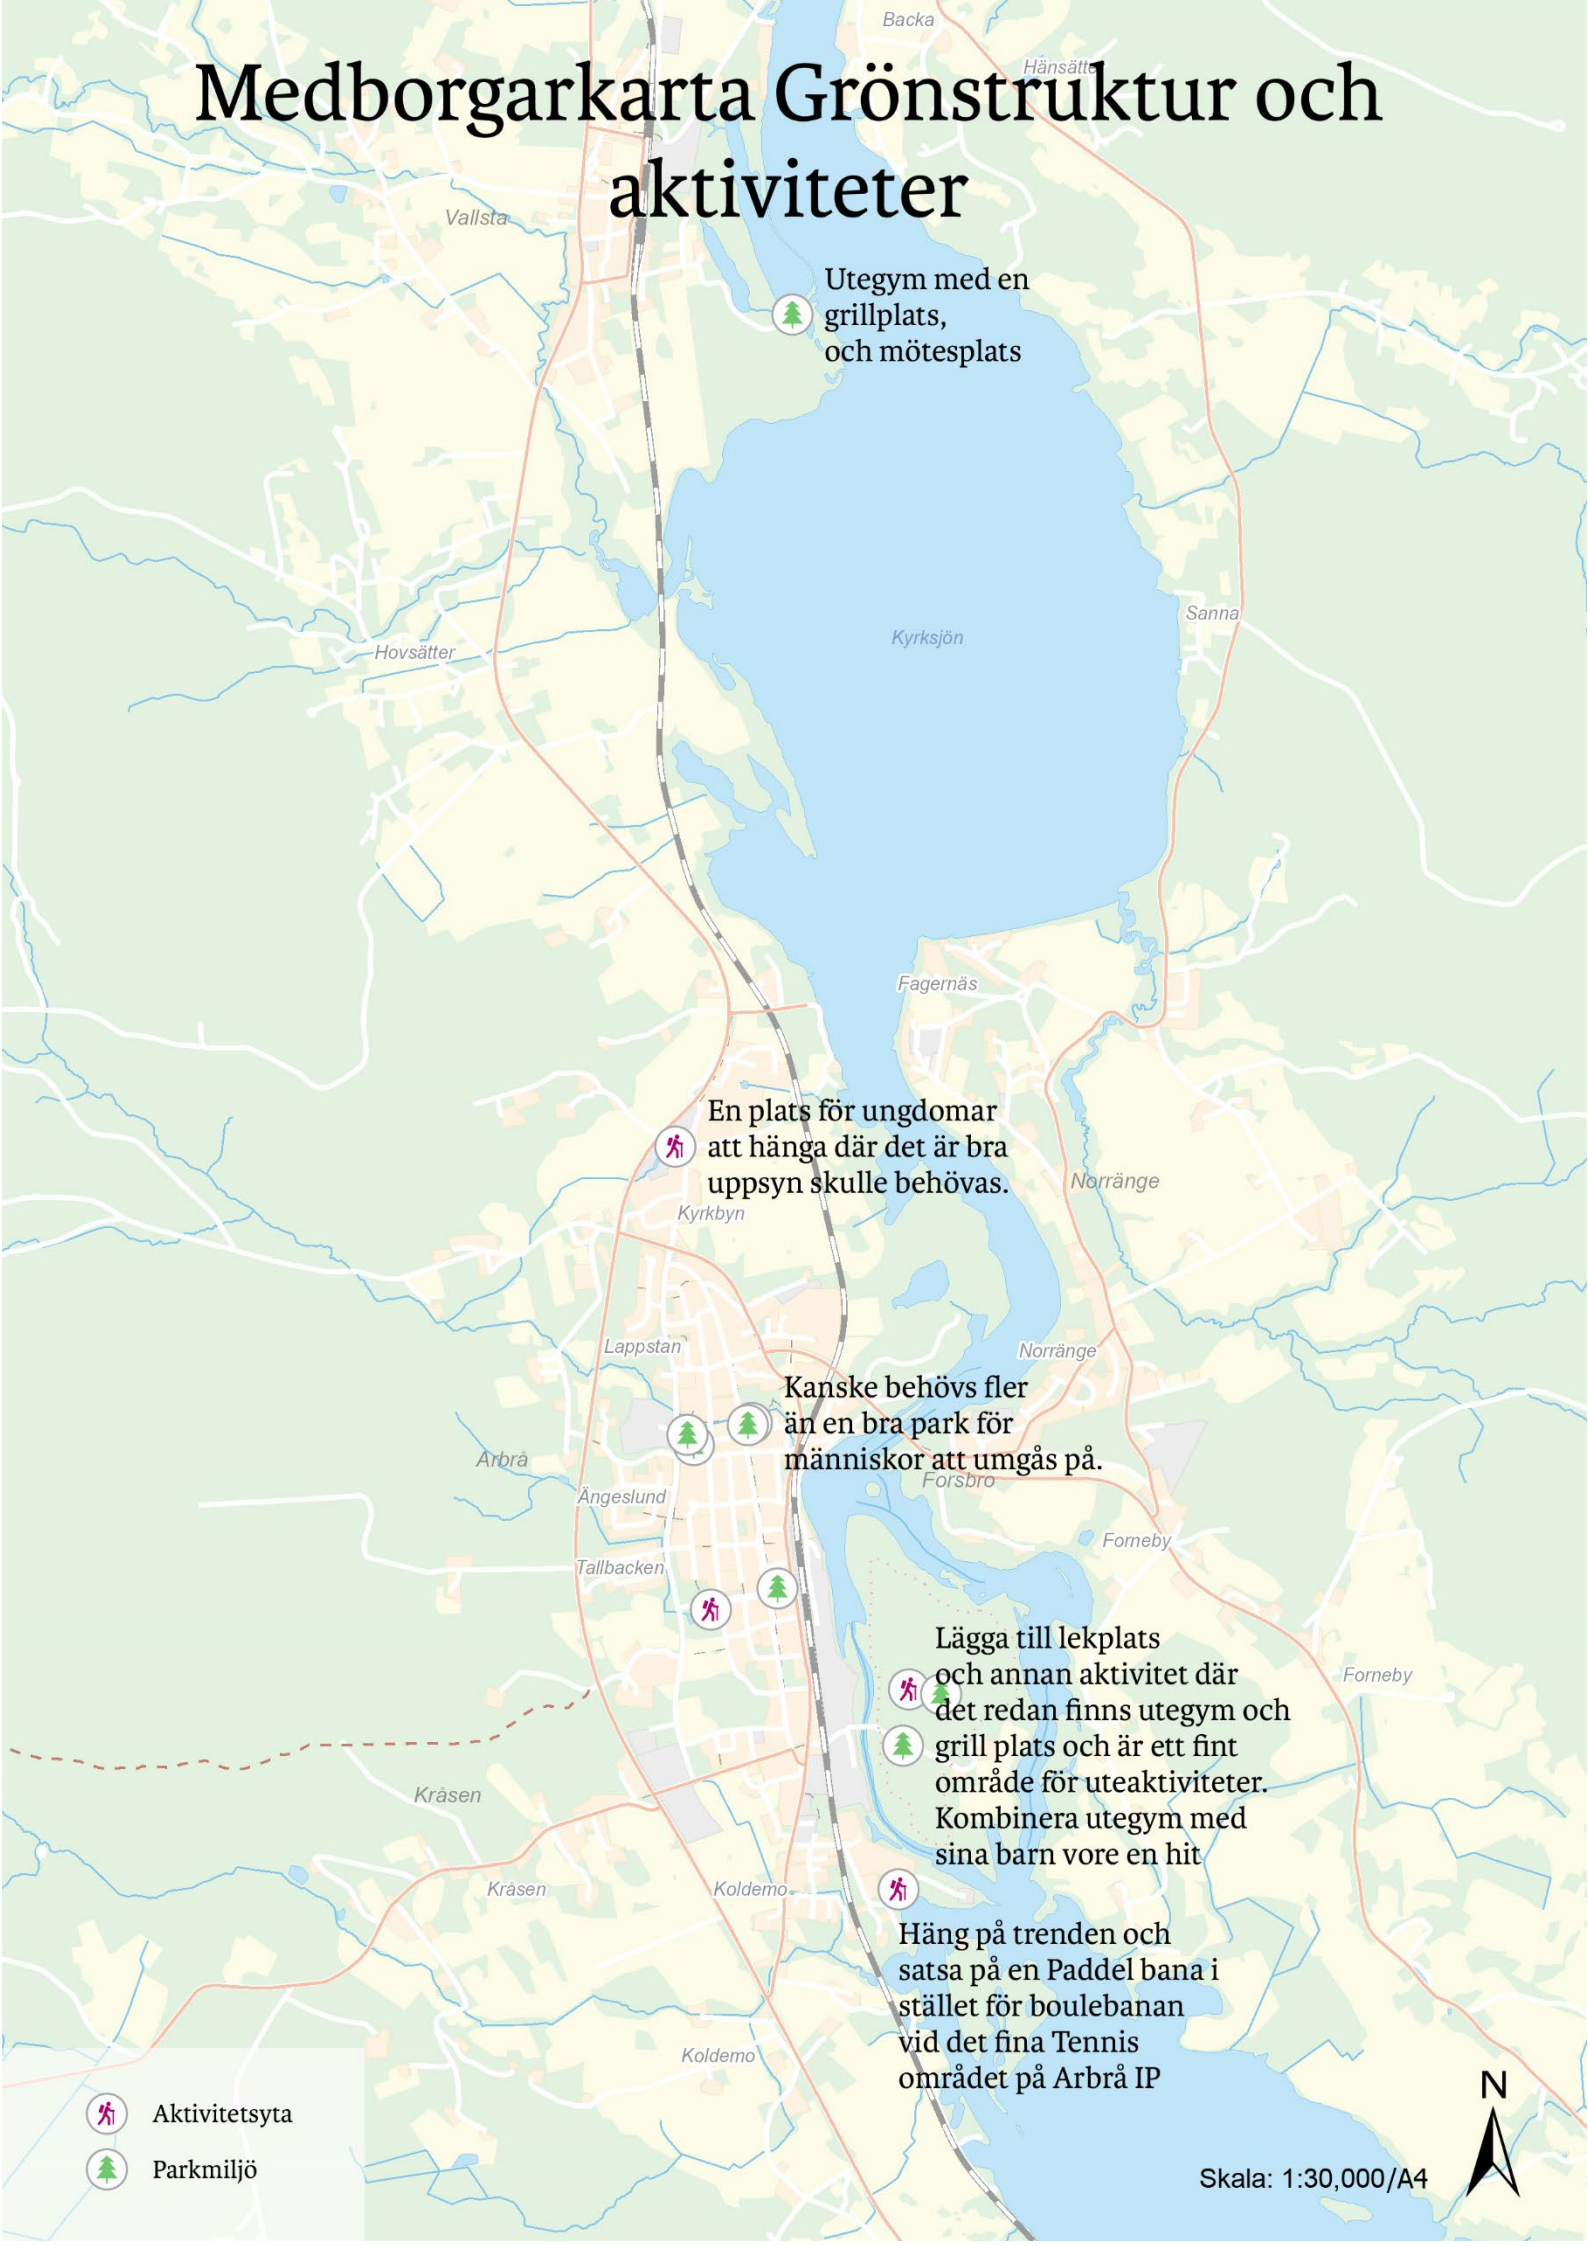 Backa
Hänsätte
Medborgarkarta Grönstruktur och
aktiviteter
Vallsta
Utegym med en
grillplats,
och mötesplats
Sanna
Kyrksjön
Hovsätter
Fagernäs
En plats för ungdomar
att hänga där det är bra
uppsyn skulle behövas.
Norränge
Kyrkbyn
Lappstan
Norränge
Kanske behövs fler
än en bra park för
människor att umgås på.
Arbrå
Forsbro
Ängeslund
Forneby
Tallbacken
Lägga till lekplats
och annan aktivitet där
det redan finns utegym och
grill plats och är ett fint
område för uteaktiviteter.
Kombinera utegym med
sina barn vore en hit
Forneby
Kråsen
Kråsen
Koldemo
Häng på trenden och
satsa på en Paddel bana i
stället för boulebanan
vid det fina Tennis
området på Arbrå IP
Koldemo
N
Aktivitetsyta
Parkmiljö
Skala: 1:30,000/A4